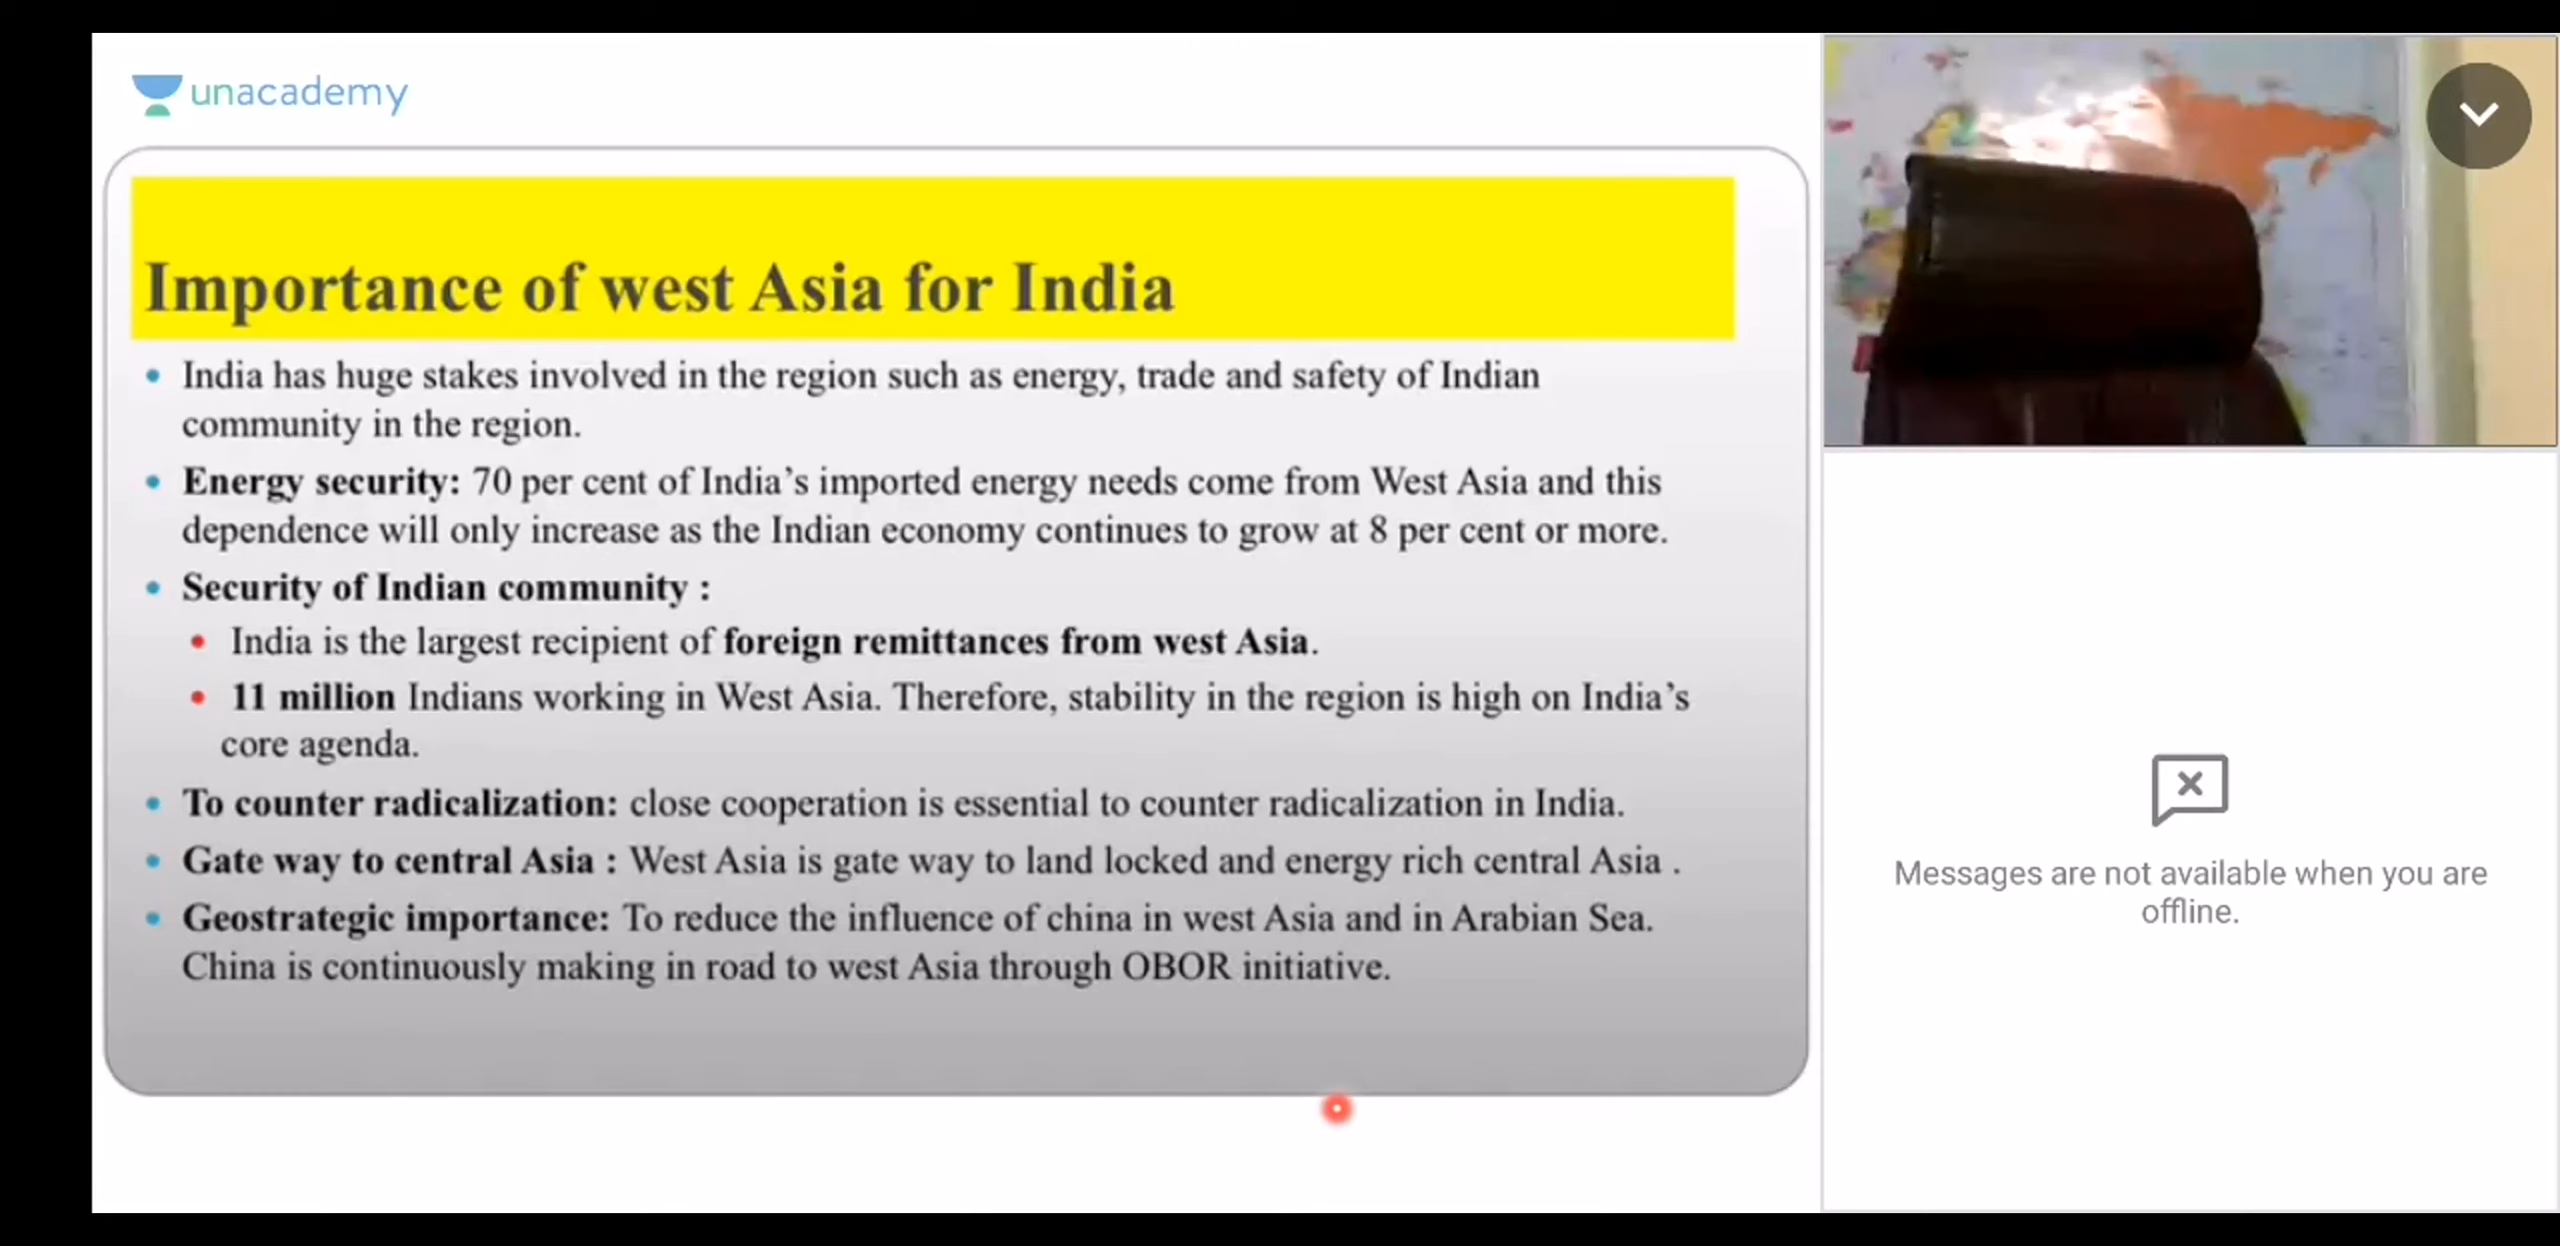 unacademy
Importance of west Asia for India
• India has huge stakes involved in the region such as energy, trade and safety of Indian
community in the region.
• Energy security: 70 per cent of India’s imported energy needs come from West Asia and this
dependence will only increase as the Indian economy continues to grow at 8 per cent or more.
• Security of Indian community :
• India is the largest recipient of foreign remittances from west Asia.
• 11 million Indians working in West Asia. Therefore, stability in the region is high on India’s
core agenda.
• To counter radicalization: close cooperation is essential to counter radicalization in India.
• Gate way to central Asia : West Asia is gate way to land locked and energy rich central Asia .
• Geostrategic importance: To reduce the influence of china in west Asia and in Arabian Sea.
China is continuously making in road to west Asia through OBOR initiative.
Messages are not available when you are
offline.